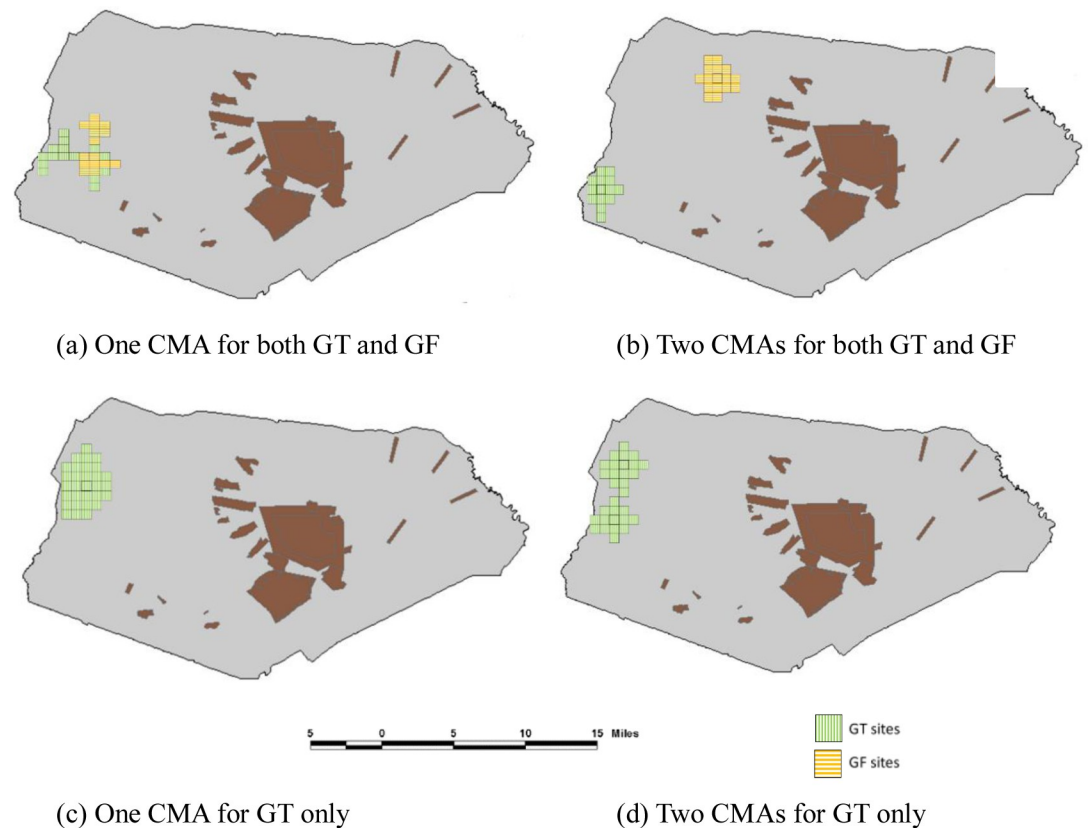 (a) One CMA for both GT and GF
(b) Two CMAs for both GT and GF
5 0 5 10 15 Miles
GT sites
GF sites
(c) One CMA for GT only
(d) Two CMAs for GT only